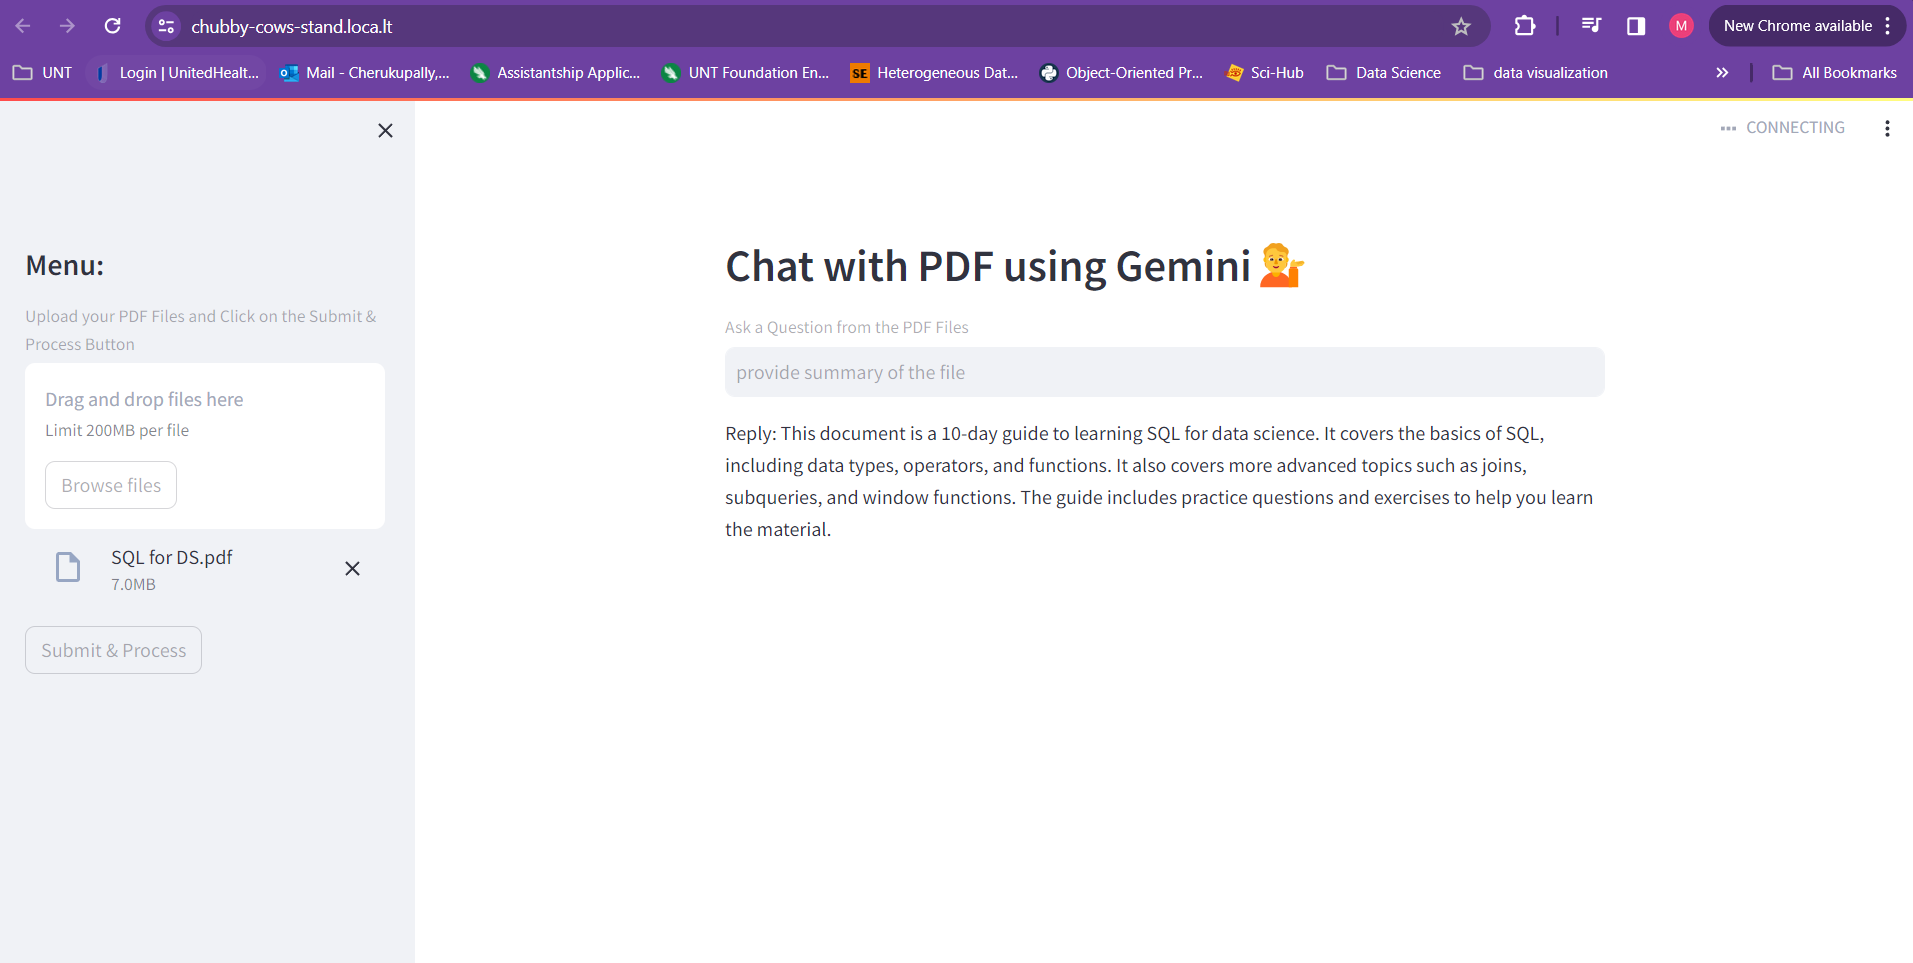 chubby-cows-stand.loca.lt
M
New Chrome available
UNT
Login | UnitedHealt...
Mail - Cherukupally,...
Assistantship Applic...
UNT Foundation En...
SE
Heterogeneous Dat...
Object-Oriented Pr...
Sci-Hub
Data Science
data visualization
All Bookmarks
CONNECTING
Menu:
Upload your PDF Files and Click on the Submit &
Process Button
Drag and drop files here
Limit 200MB per file
Browse files
SQL for DS.pdf
7.0MB
Submit & Process
Chat with PDF using Gemini
Ask a Question from the PDF Files
provide summary of the file
Reply: This document is a 10-day guide to learning SQL for data science. It covers the basics of SQL,
including data types, operators, and functions. It also covers more advanced topics such as joins,
subqueries, and window functions. The guide includes practice questions and exercises to help you learn
the material.